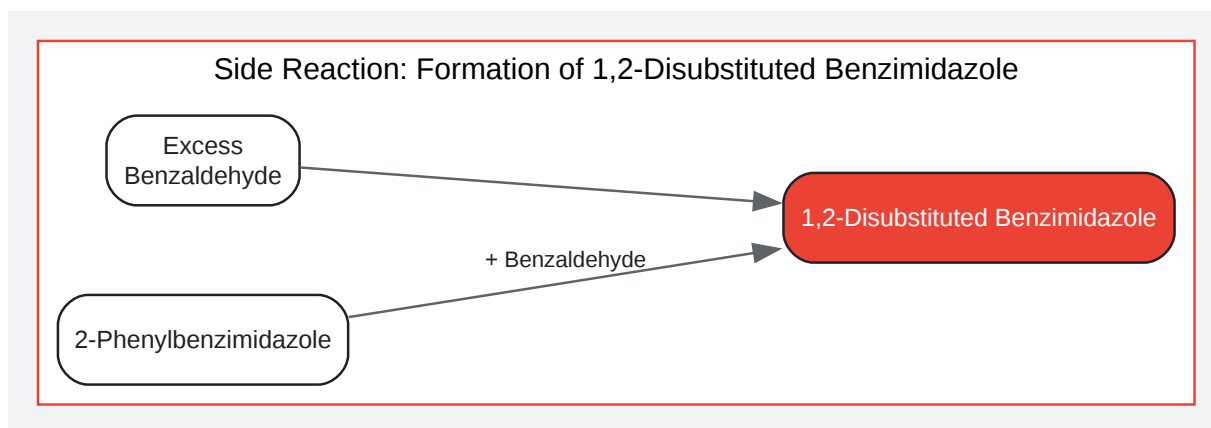 Side Reaction: Formation of 1,2-Disubstituted Benzimidazole
Excess
Benzaldehyde
1,2-Disubstituted Benzimidazole
+ Benzaldehyde
2-Phenylbenzimidazole